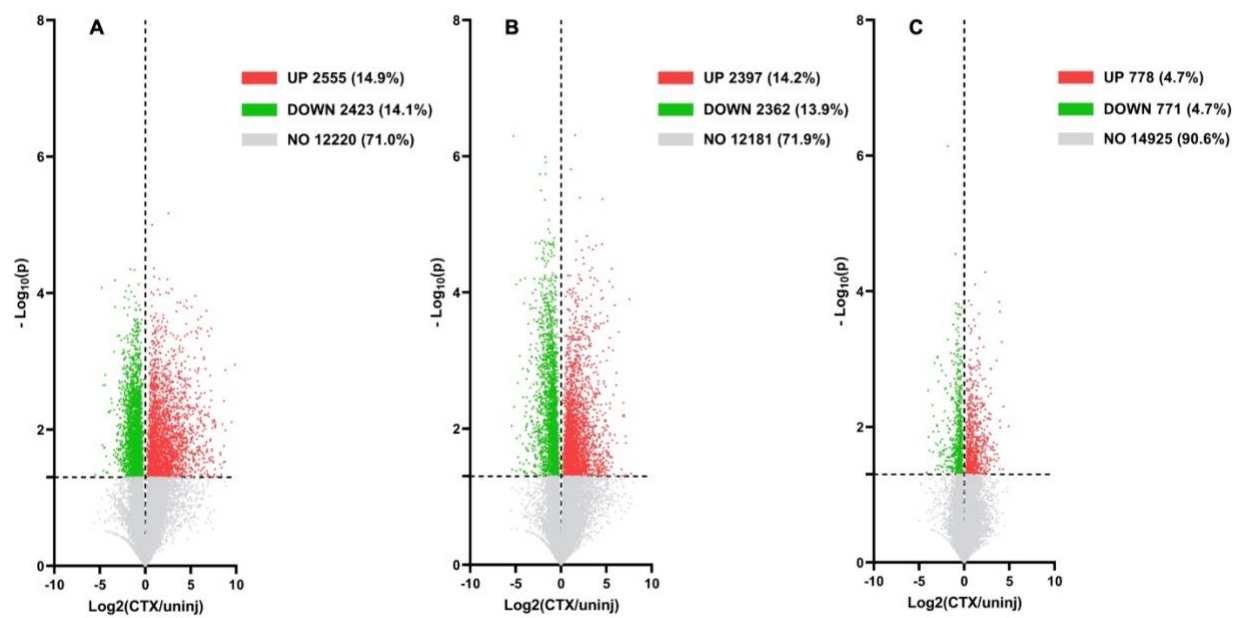 A
UP 2555 (14.9%)
DOWN 2423 (14.1%)
NO 12220 (71.0%)
8
6
4
2
0
- Log10(p)
-10
-5
0
5
10
Log2(CTX/uninj)
B
UP 2397 (14.2%)
DOWN 2362 (13.9%)
NO 12181 (71.9%)
8
6
4
2
0
- Log10(p)
-10
-5
0
5
10
Log2(CTX/uninj)
C
UP 778 (4.7%)
DOWN 771 (4.7%)
NO 14925 (90.6%)
8
6
4
2
0
- Log10(p)
-10
-5
0
5
10
Log2(CTX/uninj)